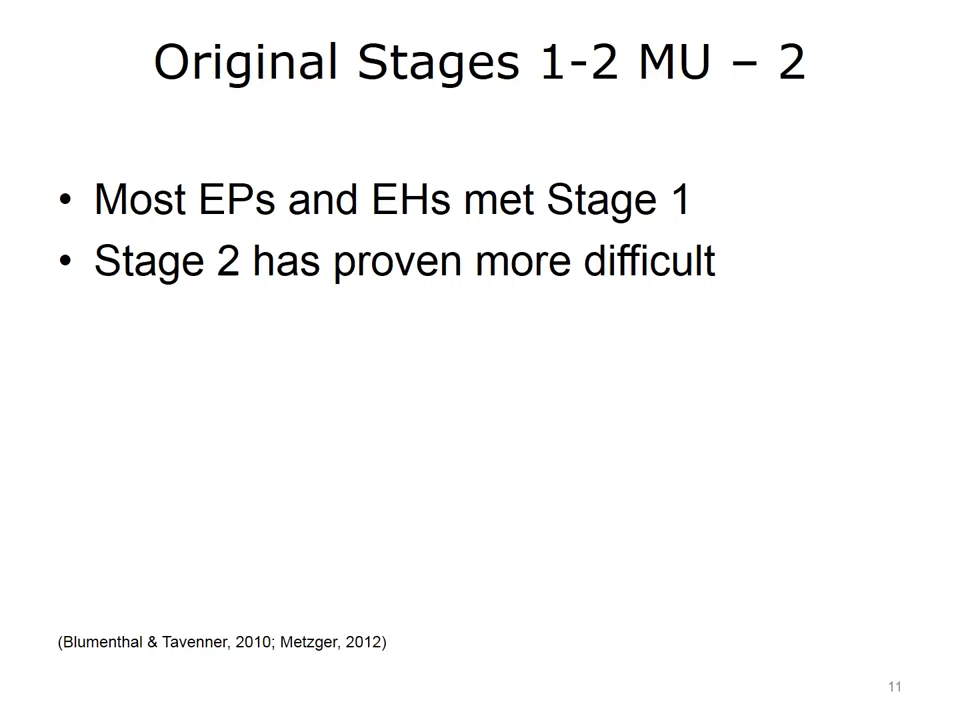 Original Stages 1-2 MU – 2
• Most EPs and EHs met Stage 1
• Stage 2 has proven more difficult
(Blumenthal & Tavenner, 2010; Metzger, 2012)
11